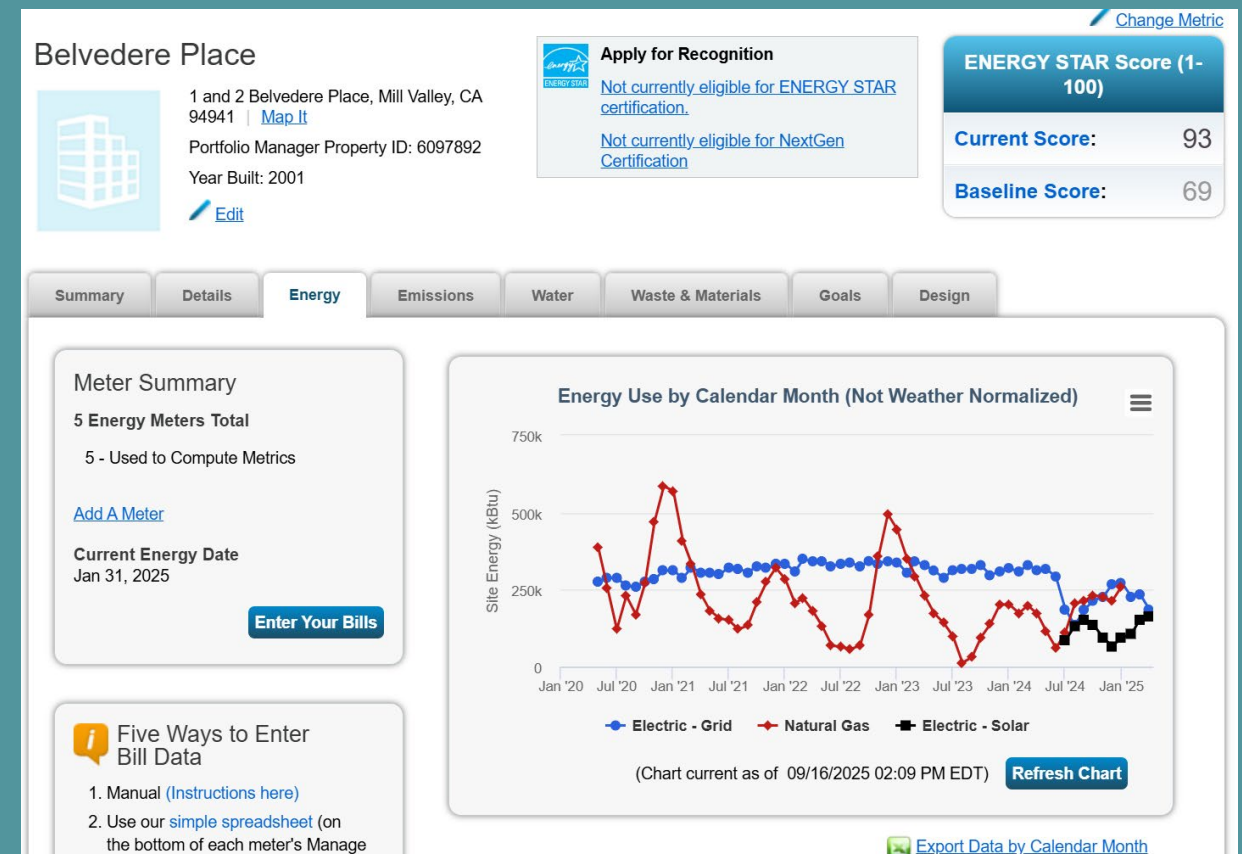 Change Metric
Belvedere Place
1 and 2 Belvedere Place, Mill Valley, CA
94941 | Map It
Portfolio Manager Property ID: 6097892
Year Built: 2001
Edit
energy
ENERGY STAR
Apply for Recognition
Not currently eligible for ENERGY STAR
certification.
Not currently eligible for NextGen
Certification
ENERGY STAR Score (1-
100)
Current Score: 93
Baseline Score: 69
Summary Details Energy Emissions Water Waste & Materials Goals Design
Meter Summary
5 Energy Meters Total
5 - Used to Compute Metrics
Add A Meter
Current Energy Date
Jan 31, 2025
Enter Your Bills
i
Five Ways to Enter
Bill Data
1. Manual (Instructions here)
2. Use our simple spreadsheet (on
the bottom of each meter's Manage
Energy Use by Calendar Month (Not Weather Normalized)
Site Energy (kBtu)
750k
500k
250k
0
Jan '20 Jul '20 Jan '21 Jul '21 Jan '22 Jul '22 Jan '23 Jul '23 Jan '24 Jul '24 Jan '25
Electric - Grid Natural Gas Electric - Solar
(Chart current as of 09/16/2025 02:09 PM EDT) Refresh Chart
Export Data by Calendar Month